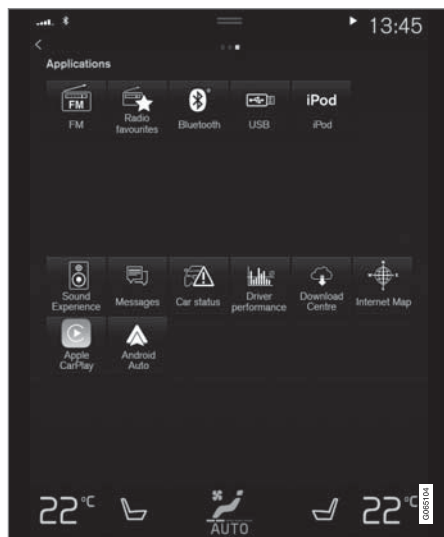 13:45
Applications
FM
FM
Radio favourites
Bluetooth
USB
iPod
iPod
Sound Experience
Messages
Car status
Driver performance
Download Centre
Internet Map
Apple CarPlay
Android Auto
22°C
AUTO
22°C
G065104